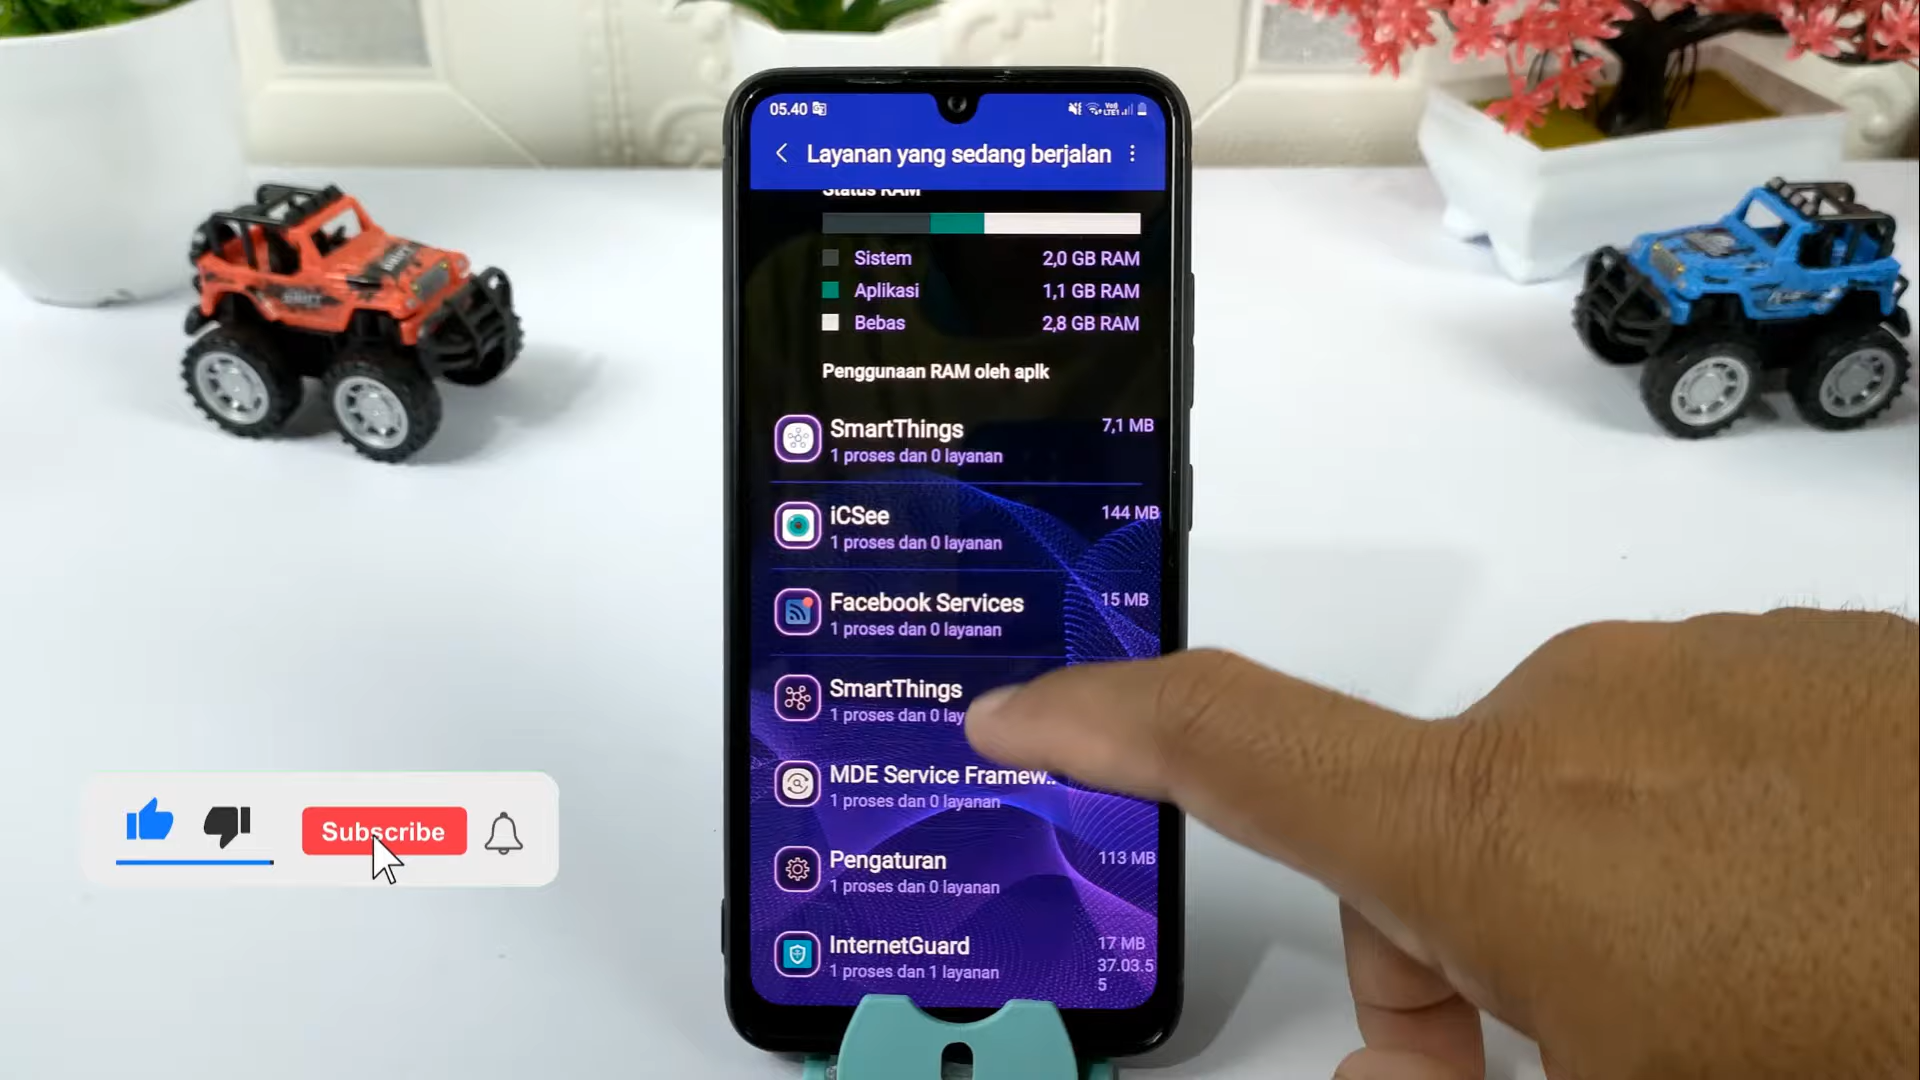 05.40
Layanan yang sedang berjalan
Status RAM
Sistem 2,0 GB RAM
Aplikasi 1,1 GB RAM
Bebas 2,8 GB RAM
Penggunaan RAM oleh aplk
SmartThings 7,1 MB
1 proses dan 0 layanan
iCSee 144 MB
1 proses dan 0 layanan
Facebook Services 15 MB
1 proses dan 0 layanan
SmartThings
1 proses dan 0 lay
MDE Service Framew..
1 proses dan 0 layanan
Pengaturan 113 MB
1 proses dan 0 layanan
InternetGuard 17 MB
1 proses dan 1 layanan 37.03.5
5
Subscribe